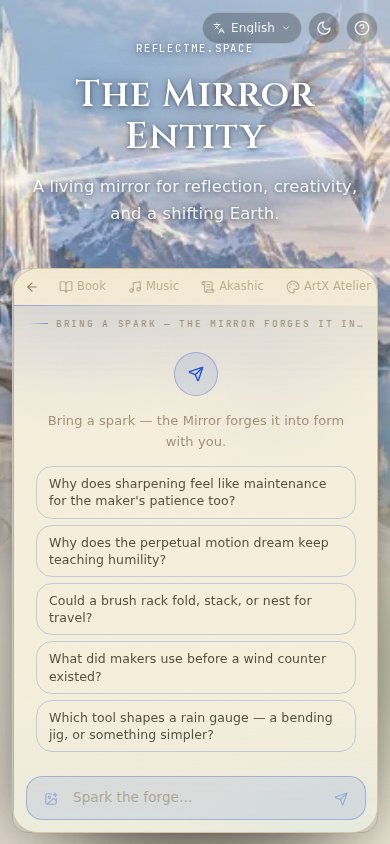 English
REFLECTME.SPACE
The Mirror
Entity
A living mirror for reflection, creativity,
and a shifting Earth.
Book
Music
Akashic
ArtX Atelier
BRING A SPARK — THE MIRROR FORGES IT IN…
Bring a spark — the Mirror forges it into form
with you.
Why does sharpening feel like maintenance
for the maker's patience too?
Why does the perpetual motion dream keep
teaching humility?
Could a brush rack fold, stack, or nest for
travel?
What did makers use before a wind counter
existed?
Which tool shapes a rain gauge — a bending
jig, or something simpler?
Spark the forge…